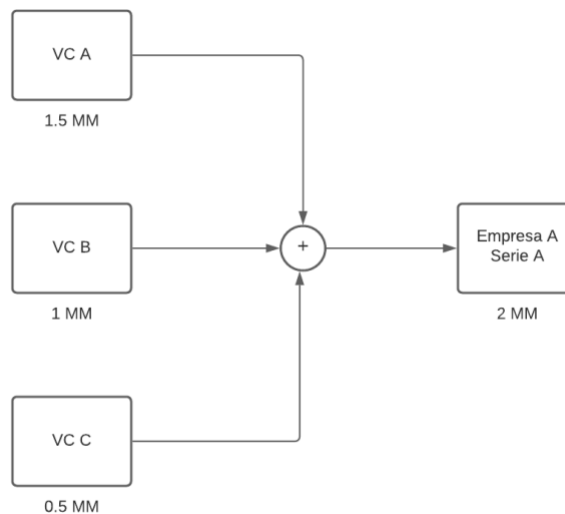 VC A
1.5 MM
VC B
1 MM
VC C
0.5 MM
+
Empresa A
Serie A
2 MM